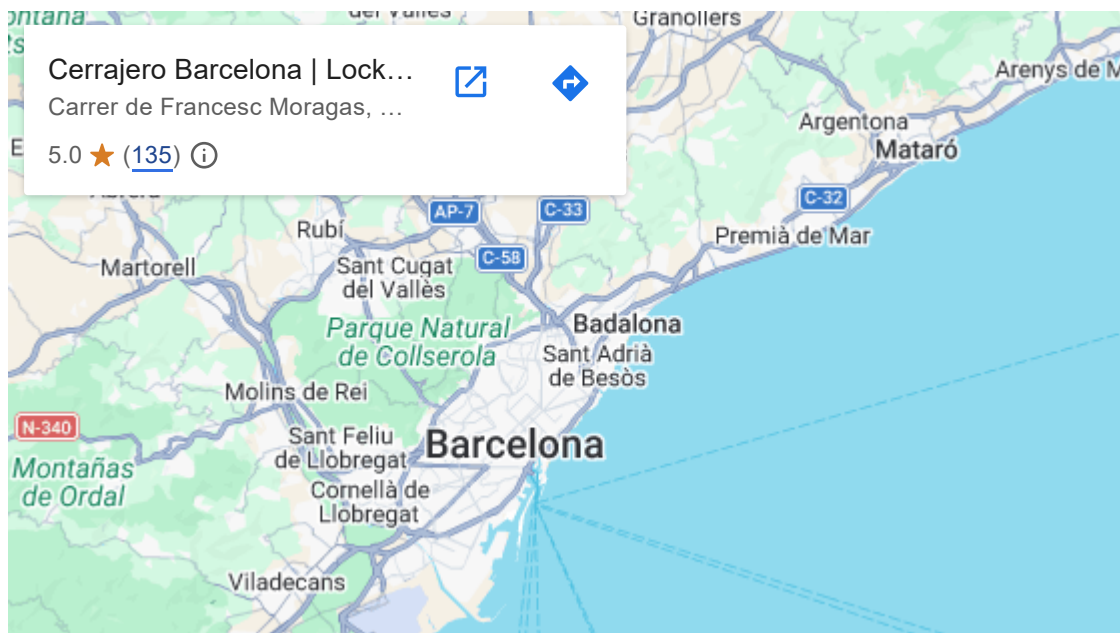 Cerrajero Barcelona | Lock...
Carrer de Francesc Moragas, ...
5.0 ★ (135)
del Vallès
Granollers
Arenys de M
Argentona
Mataró
C-32
AP-7
C-33
Premià de Mar
Rubí
C-58
Martorell
Sant Cugat
del Vallès
Badalona
Parque Natural
de Collserola
Sant Adrià
de Besòs
Molins de Rei
N-340
Sant Feliu
de Llobregat
Barcelona
Montañas
de Ordal
Cornellà de
Llobregat
Viladecans